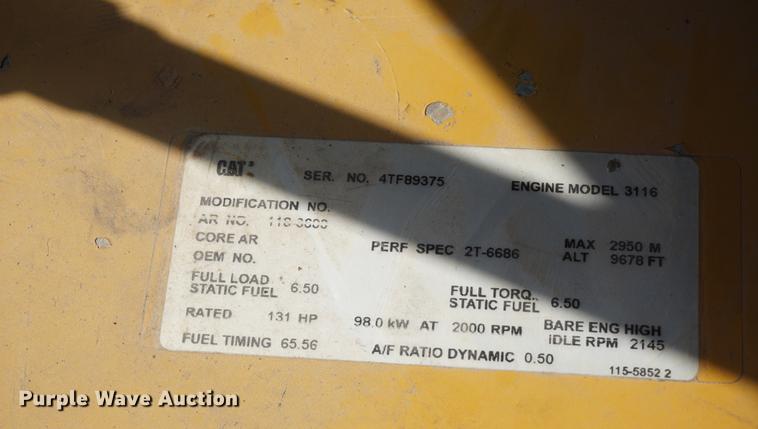 CAT SER. NO. 4TF89375 ENGINE MODEL 3116
MODIFICATION NO.
AR NO.
CORE AR PERF SPEC 2T-6686 MAX 2950 M
OEM NO. ALT 9678 FT
FULL LOAD FULL TORQ.
STATIC FUEL 6.50 STATIC FUEL 6.50
RATED 131 HP 98.0 kW AT 2000 RPM BARE ENG HIGH
IDLE RPM 2145
FUEL TIMING 65.56 A/F RATIO DYNAMIC 0.50
115-5852 2
Purple Wave Auction